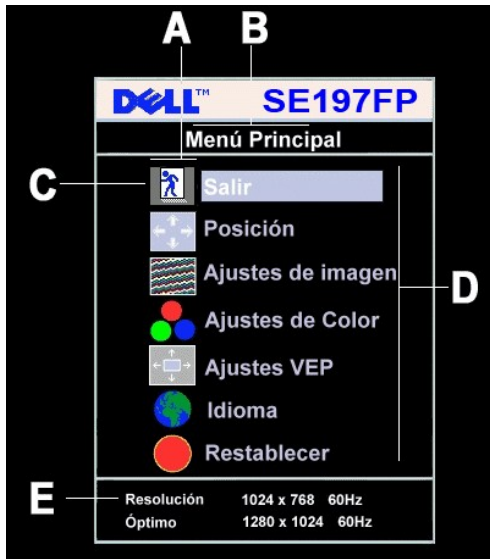 A B
DELL™ SE197FP
Menú Principal
C Salir
Posición
Ajustes de imagen
D
Ajustes de Color
Ajustes VEP
Idioma
Restablecer
E Resolución 1024 x 768 60Hz
Óptimo 1280 x 1024 60Hz